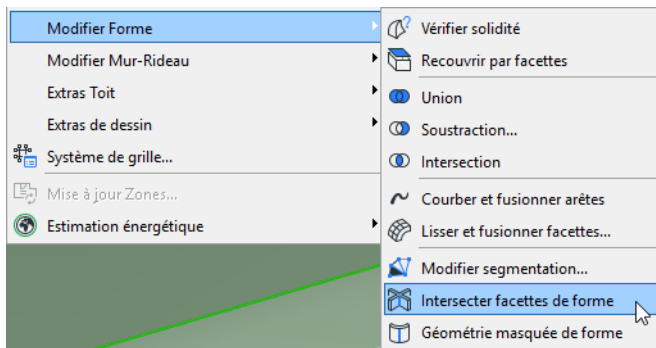 Modifier Forme
Modifier Mur-Rideau
Extras Toit
Extras de dessin
Système de grille...
Mise à jour Zones...
Estimation énergétique
Vérifier solidité
Recouvrir par facettes
Union
Soustraction...
Intersection
Courber et fusionner arêtes
Lisser et fusionner facettes...
Modifier segmentation...
Intersecter facettes de forme
Géométrie masquée de forme